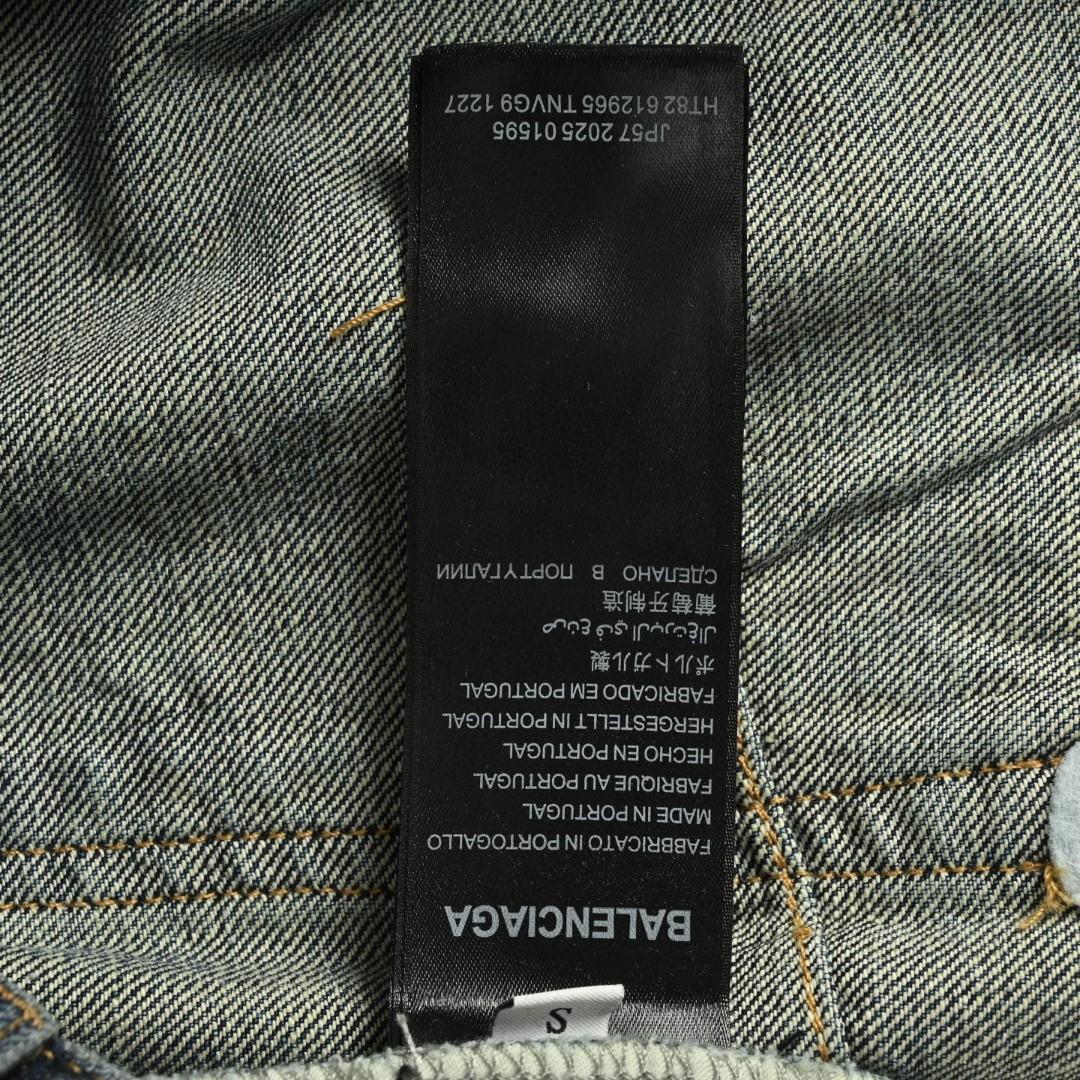 S
BALENCIAGA
FABBRICATO IN PORTOGALLO
MADE IN PORTUGAL
FABRIQUE AU PORTUGAL
HECHO EN PORTUGAL
HERGESTELLT IN PORTUGAL
FABRICADO EM PORTUGAL
ポルトガル製
صنع في البرتغال
葡萄牙制造
СДЕЛАНО В ПОРТУГАЛИИ
JP57 2025 01595
HT82 612965 TNVG9 1227